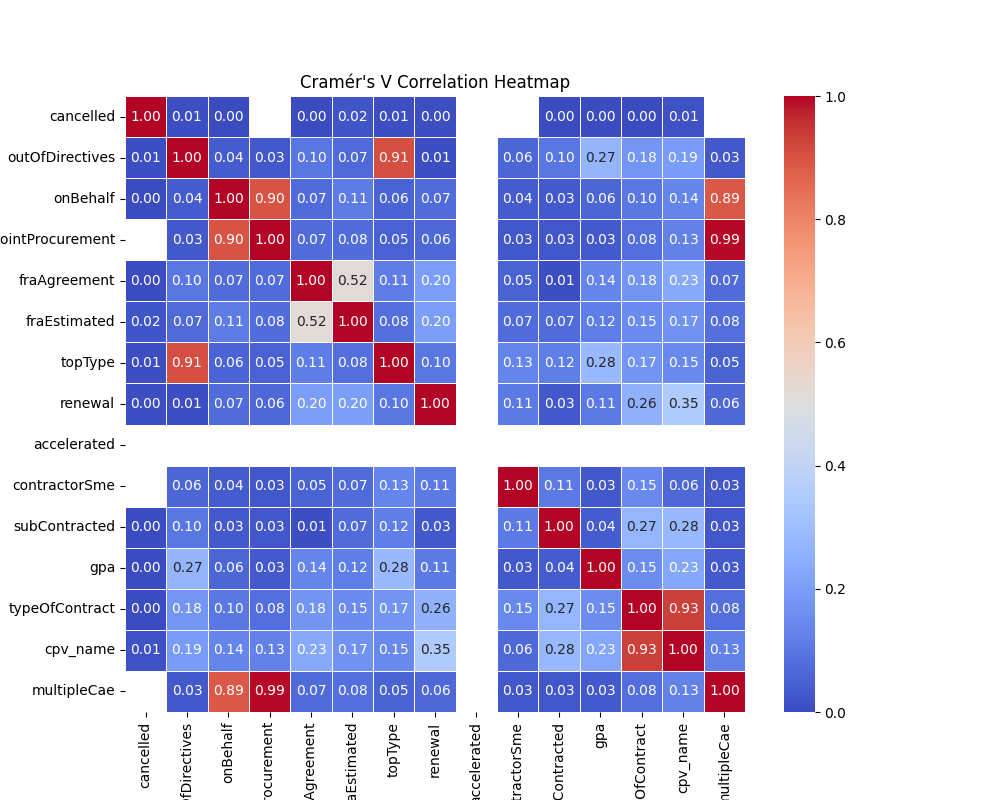 Cramér's V Correlation Heatmap
cancelled 1.00 0.01 0.00 0.00 0.02 0.01 0.00 0.00 0.00 0.00 0.01
outOfDirectives 0.01 1.00 0.04 0.03 0.10 0.07 0.91 0.01 0.06 0.10 0.27 0.18 0.19 0.03
onBehalf 0.00 0.04 1.00 0.90 0.07 0.11 0.06 0.07 0.04 0.03 0.06 0.10 0.14 0.89
ointProcurement 0.03 0.90 1.00 0.07 0.08 0.05 0.06 0.03 0.03 0.03 0.08 0.13 0.99
fraAgreement 0.00 0.10 0.07 0.07 1.00 0.52 0.11 0.20 0.05 0.01 0.14 0.18 0.23 0.07
fraEstimated 0.02 0.07 0.11 0.08 0.52 1.00 0.08 0.20 0.07 0.07 0.12 0.15 0.17 0.08
topType 0.01 0.91 0.06 0.05 0.11 0.08 1.00 0.10 0.13 0.12 0.28 0.17 0.15 0.05
renewal 0.00 0.01 0.07 0.06 0.20 0.20 0.10 1.00 0.11 0.03 0.11 0.26 0.35 0.06
accelerated
contractorSme 0.06 0.04 0.03 0.05 0.07 0.13 0.11 1.00 0.11 0.03 0.15 0.06 0.03
subContracted 0.00 0.10 0.03 0.03 0.01 0.07 0.12 0.03 0.11 1.00 0.04 0.27 0.28 0.03
gpa 0.00 0.27 0.06 0.03 0.14 0.12 0.28 0.11 0.03 0.04 1.00 0.15 0.23 0.03
typeOfContract 0.00 0.18 0.10 0.08 0.18 0.15 0.17 0.26 0.15 0.27 0.15 1.00 0.93 0.08
cpv_name 0.01 0.19 0.14 0.13 0.23 0.17 0.15 0.35 0.06 0.28 0.23 0.93 1.00 0.13
multipleCae 0.03 0.89 0.99 0.07 0.08 0.05 0.06 0.03 0.03 0.03 0.08 0.13 1.00
cancelled
fDirectives
onBehalf
rocurement
Agreement
aEstimated
topType
renewal
accelerated
tractorSme
Contracted
gpa
OfContract
cpv_name
nultipleCae
1.0
0.8
0.6
0.4
0.2
0.0